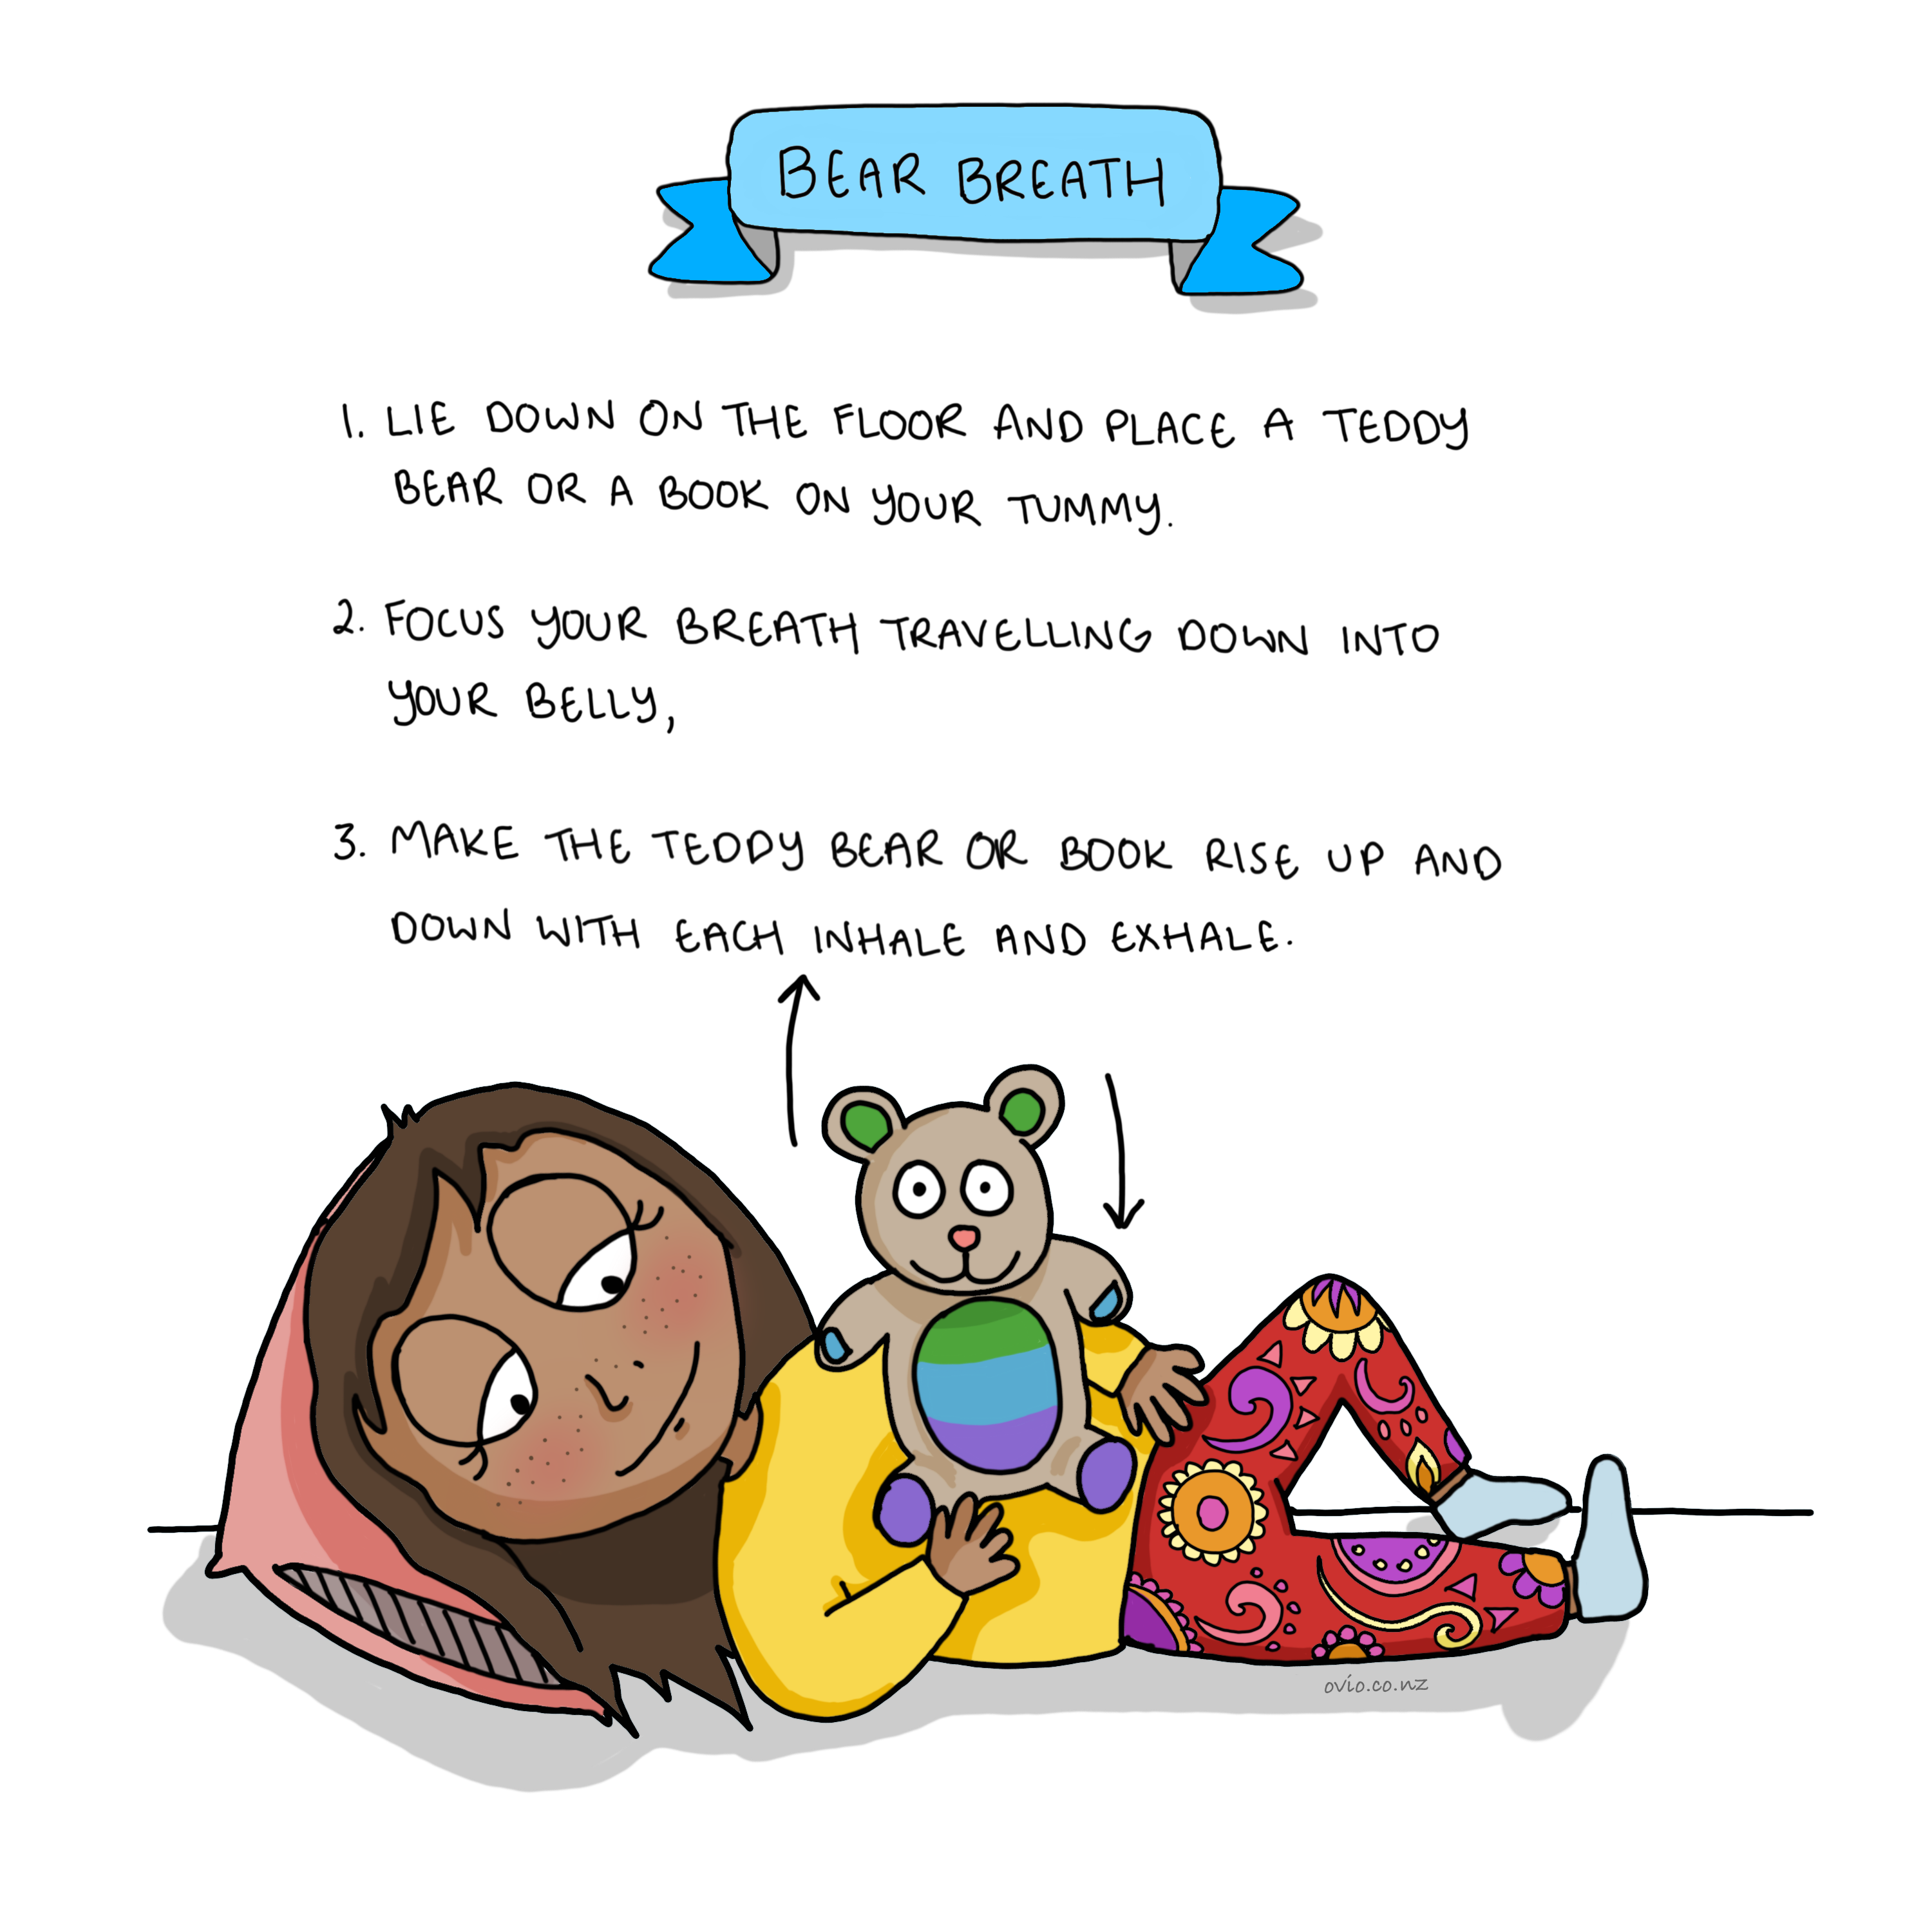 BEAR BREATH
1. LIE DOWN ON THE FLOOR AND PLACE A TEDDY
BEAR OR A BOOK ON YOUR TUMMY.
2. FOCUS YOUR BREATH TRAVELLING DOWN INTO
YOUR BELLY,
3. MAKE THE TEDDY BEAR OR BOOK RISE UP AND
DOWN WITH EACH INHALE AND EXHALE.
ovio.co.nz